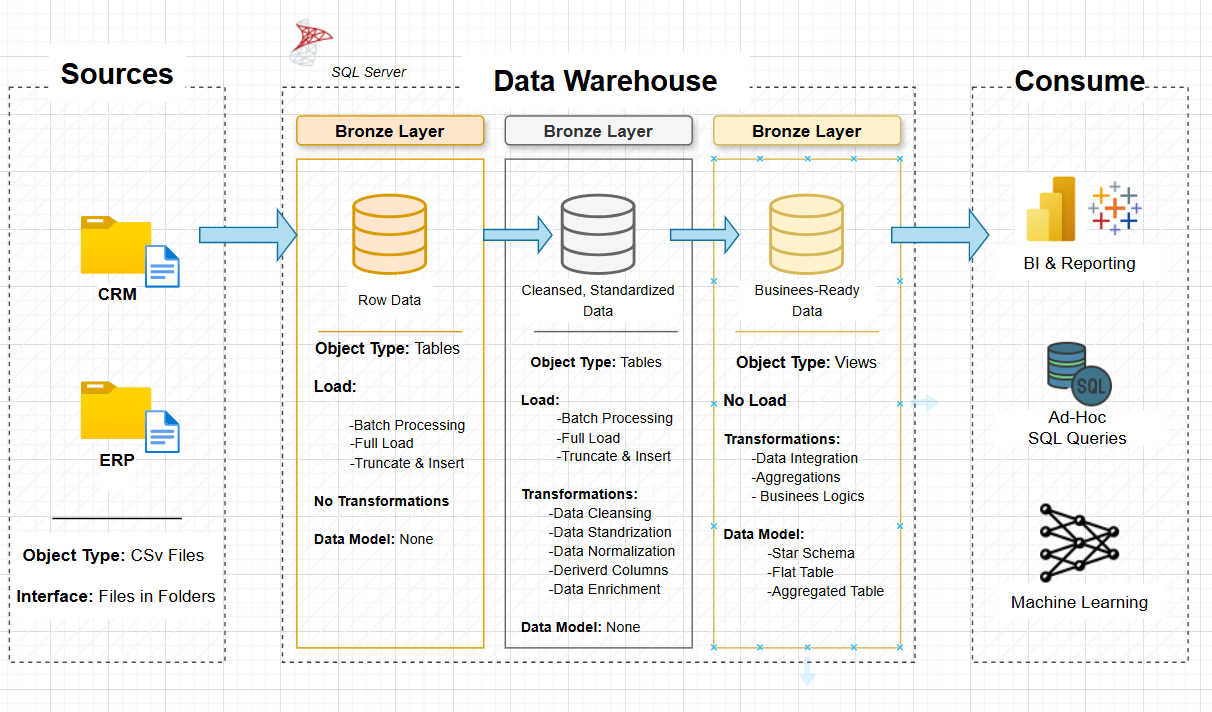 Sources
CRM
ERP
Object Type: CSv Files
Interface: Files in Folders
SQL Server
Data Warehouse
Bronze Layer
Row Data
Object Type: Tables
Load:
-Batch Processing
-Full Load
-Truncate & Insert
No Transformations
Data Model: None
Bronze Layer
Cleansed, Standardized
Data
Object Type: Tables
Load:
-Batch Processing
-Full Load
-Truncate & Insert
Transformations:
-Data Cleansing
-Data Standrization
-Data Normalization
-Deriverd Columns
-Data Enrichment
Data Model: None
Bronze Layer
Businees-Ready
Data
Object Type: Views
No Load
Transformations:
-Data Integration
-Aggregations
- Businees Logics
Data Model:
-Star Schema
-Flat Table
-Aggregated Table
Consume
BI & Reporting
SQL
Ad-Hoc
SQL Queries
Machine Learning